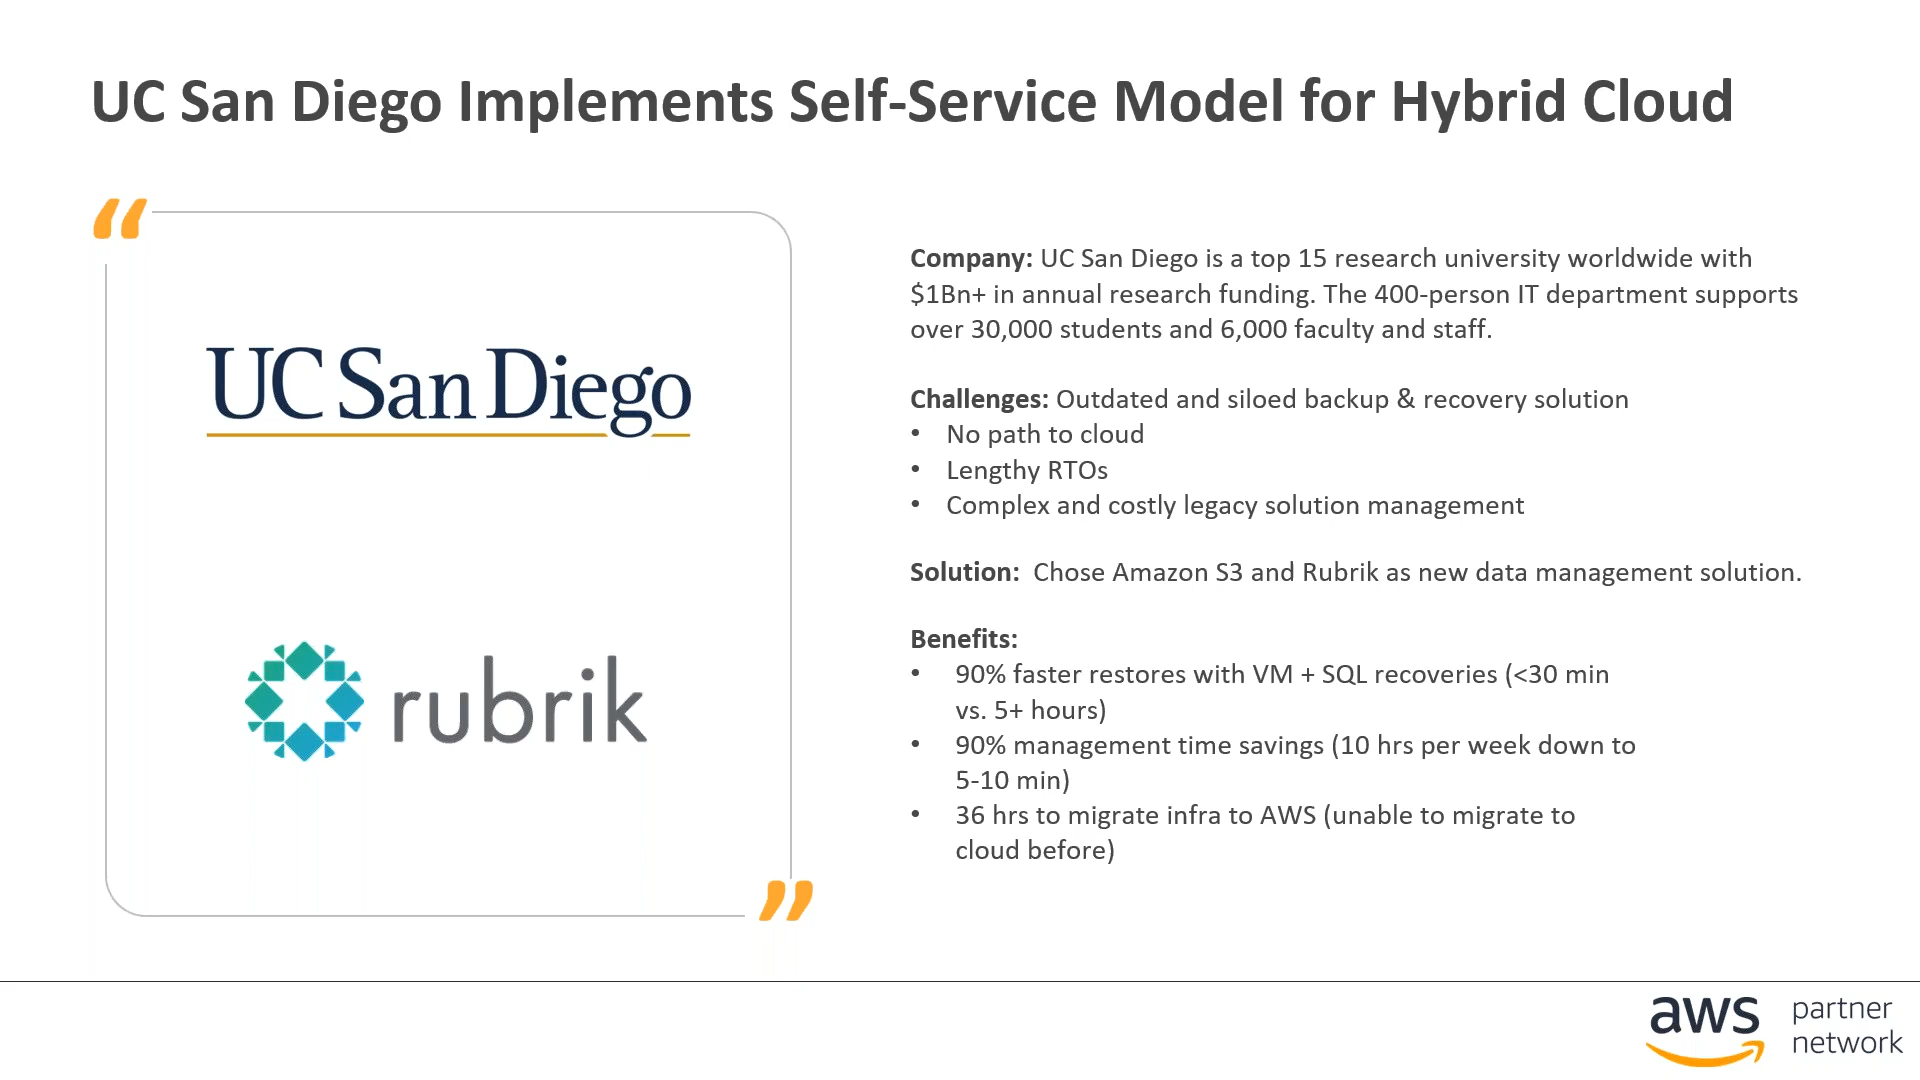 UC San Diego Implements Self-Service Model for Hybrid Cloud
“
UC San Diego
rubrik
”
Company: UC San Diego is a top 15 research university worldwide with
$1Bn+ in annual research funding. The 400-person IT department supports
over 30,000 students and 6,000 faculty and staff.
Challenges: Outdated and siloed backup & recovery solution
• No path to cloud
• Lengthy RTOs
• Complex and costly legacy solution management
Solution: Chose Amazon S3 and Rubrik as new data management solution.
Benefits:
• 90% faster restores with VM + SQL recoveries (<30 min
vs. 5+ hours)
• 90% management time savings (10 hrs per week down to
5-10 min)
• 36 hrs to migrate infra to AWS (unable to migrate to
cloud before)
aws
partner
network